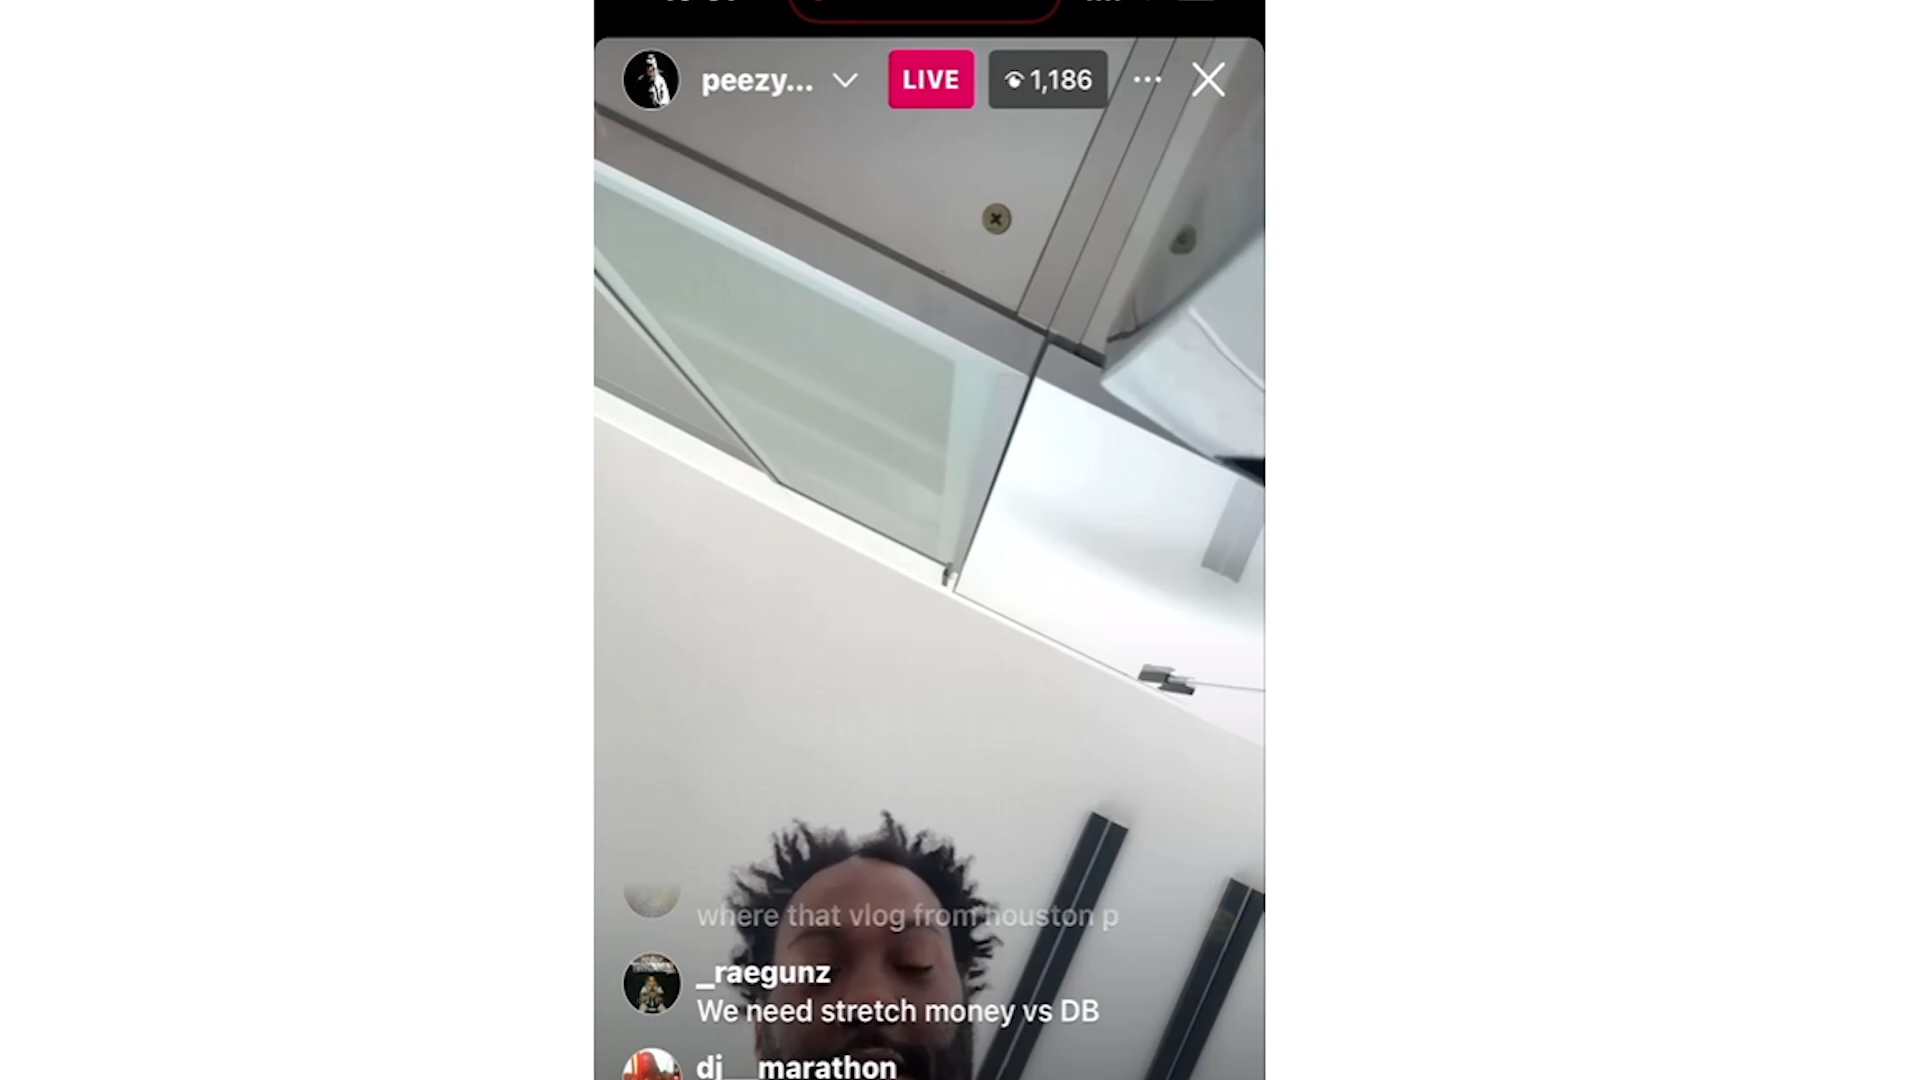 peezy...
LIVE
1,186
where that vlog from houston p
_raegunz
We need stretch money vs DB
dj__marathon